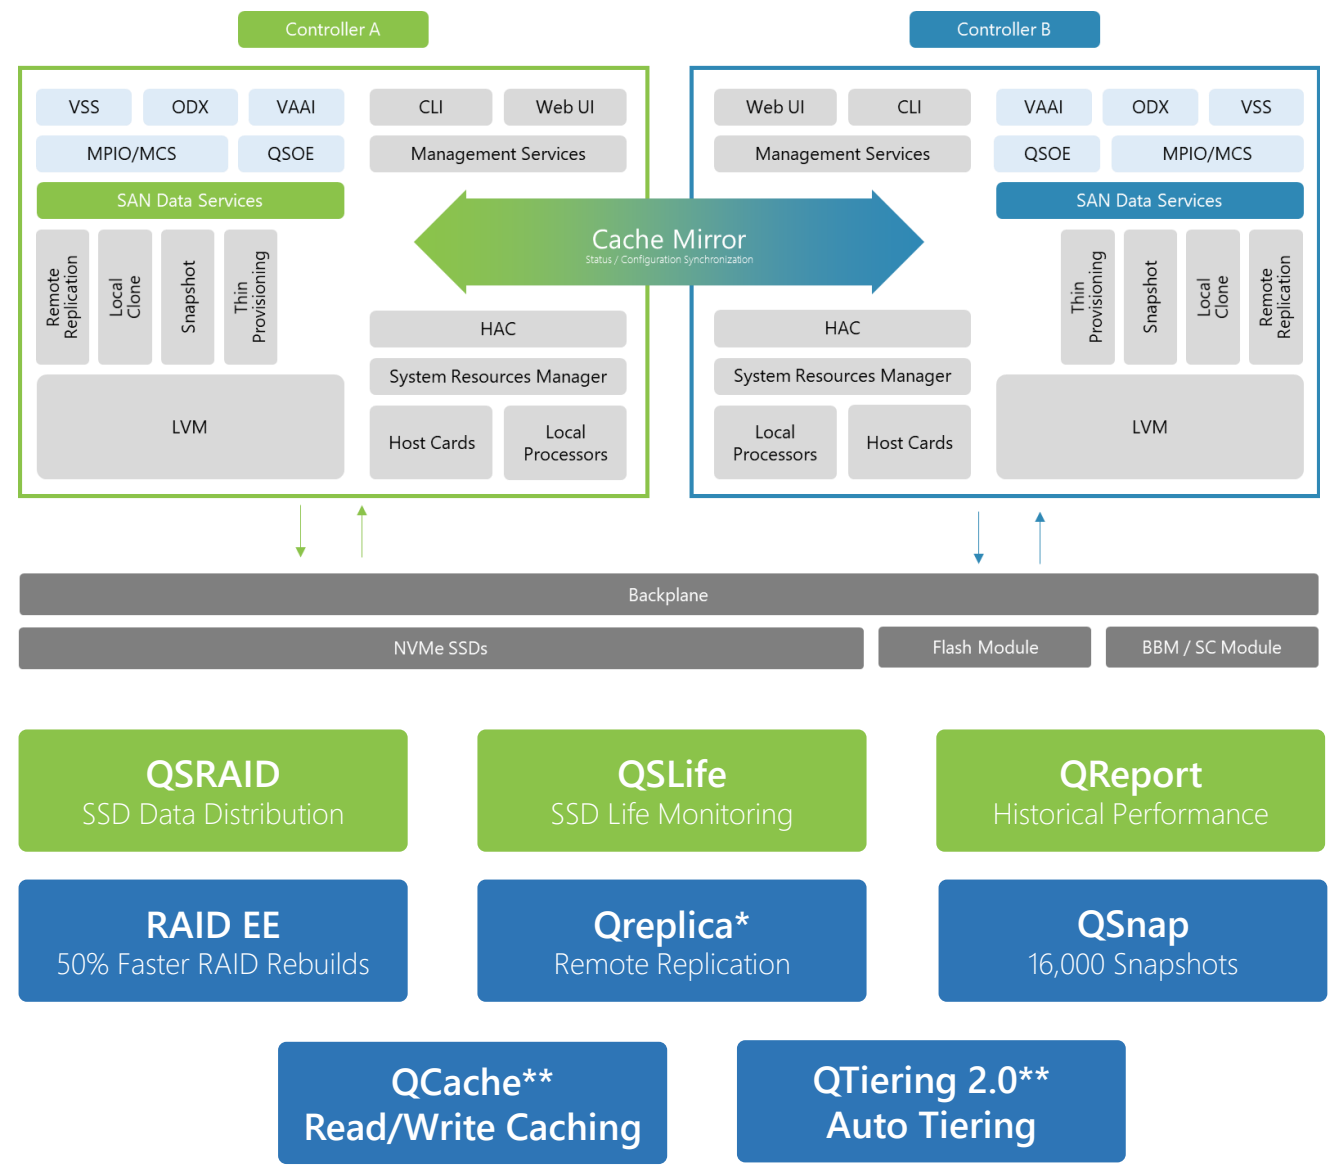 Controller A
Controller B
VSS
ODX
VAAI
CLI
Web UI
MPIO/MCS
QSOE
Management Services
SAN Data Services
Remote
Replication
Local
Clone
Snapshot
Thin
Provisioning
LVM
HAC
System Resources Manager
Host Cards
Local
Processors
Cache Mirror
Status / Configuration Synchronization
Web UI
CLI
VAAI
ODX
VSS
Management Services
QSOE
MPIO/MCS
SAN Data Services
Thin
Provisioning
Snapshot
Local
Clone
Remote
Replication
HAC
System Resources Manager
Local
Processors
Host Cards
LVM
Backplane
NVMe SSDs
Flash Module
BBM / SC Module
QSRAID
SSD Data Distribution
QSLife
SSD Life Monitoring
QReport
Historical Performance
RAID EE
50% Faster RAID Rebuilds
Qreplica*
Remote Replication
QSnap
16,000 Snapshots
QCache**
Read/Write Caching
QTiering 2.0**
Auto Tiering